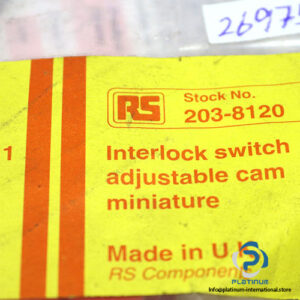 2697
RS
Stock No.
203-8120
1
Interlock switch
adjustable cam
miniature
Made in U K
RS Component
PLATINUM
info@platinum-international.store